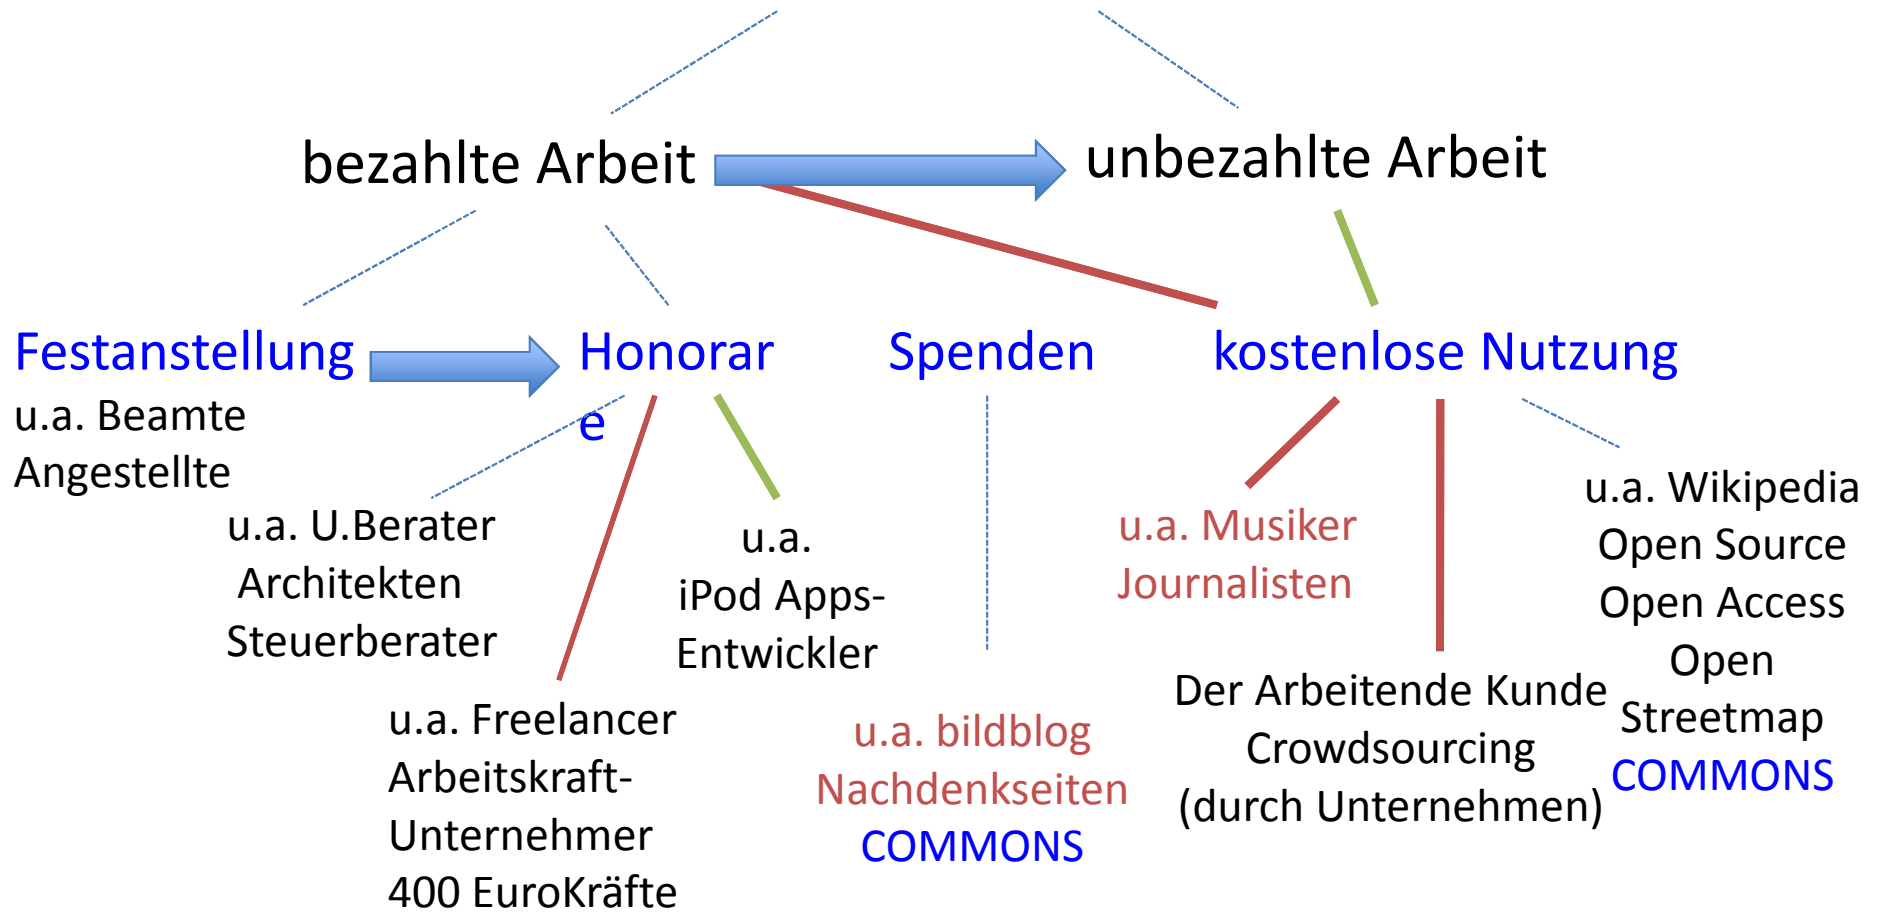 bezahlte Arbeit
unbezahlte Arbeit
Festanstellung
u.a. Beamte
Angestellte
Honorar
e
Spenden
kostenlose Nutzung
u.a. U.Berater
Architekten
Steuerberater
u.a. Freelancer
Arbeitskraft-
Unternehmer
400 EuroKräfte
u.a.
iPod Apps-
Entwickler
u.a. bildblog
Nachdenkseiten
COMMONS
u.a. Musiker
Journalisten
Der Arbeitende Kunde
Crowdsourcing
(durch Unternehmen)
u.a. Wikipedia
Open Source
Open Access
Open
Streetmap
COMMONS